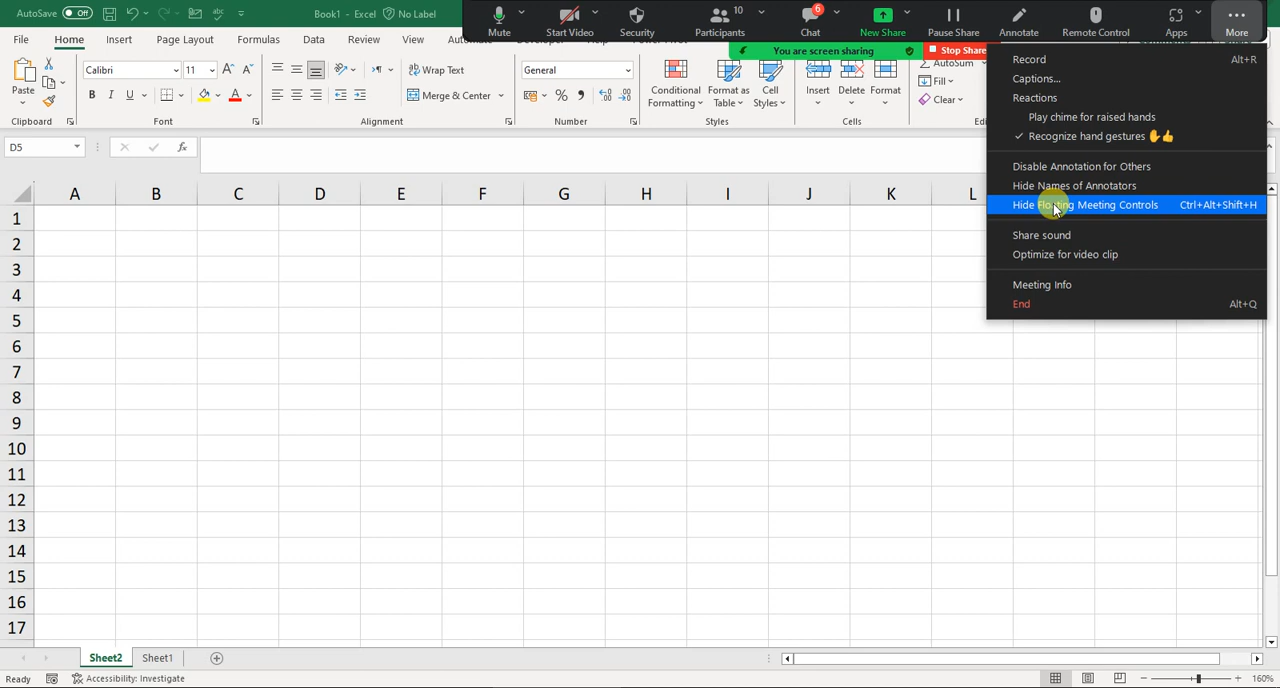 AutoSave Off Book1 - Excel No Label
File Home Insert Page Layout Formulas Data Review View
Mute Start Video Security 10 Participants 6 Chat New Share Pause Share Annotate Remote Control Apps More
You are screen sharing Stop Share
Paste
Clipboard
Calibri 11
B I U
Font
Wrap Text
Merge & Center
Alignment
General
Number
Conditional Formatting
Format as Table
Cell Styles
Styles
Insert Delete Format
Cells
AutoSum
Fill
Clear
Record Alt+R
Captions...
Reactions
Play chime for raised hands
Recognize hand gestures
Disable Annotation for Others
Hide Names of Annotators
Hide Floating Meeting Controls Ctrl+Alt+Shift+H
Share sound
Optimize for video clip
Meeting Info
End Alt+Q
D5 fx
A B C D E F G H I J K L
1
2
3
4
5
6
7
8
9
10
11
12
13
14
15
16
17
Sheet2 Sheet1
Ready Accessibility: Investigate 160%